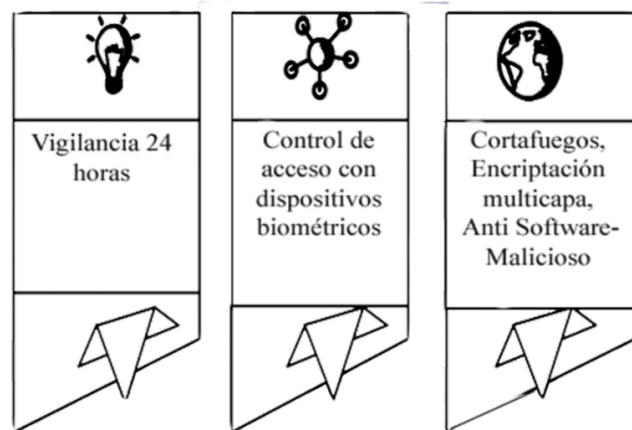 Vigilancia 24
horas
Control de
acceso con
dispositivos
biométricos
Cortafuegos,
Encriptación
multicapa,
Anti Software-
Malicioso